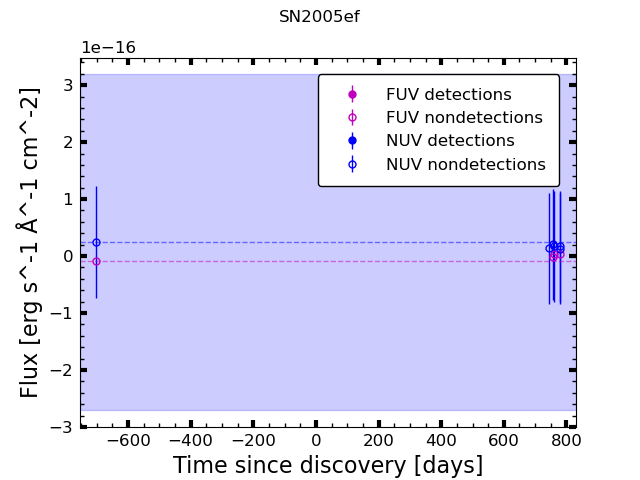 SN2005ef
1e−16
3
2
1
0
−1
−2
−3
Flux [erg s^-1 Å^-1 cm^-2]
FUV detections
FUV nondetections
NUV detections
NUV nondetections
−600 −400 −200 0 200 400 600 800
Time since discovery [days]